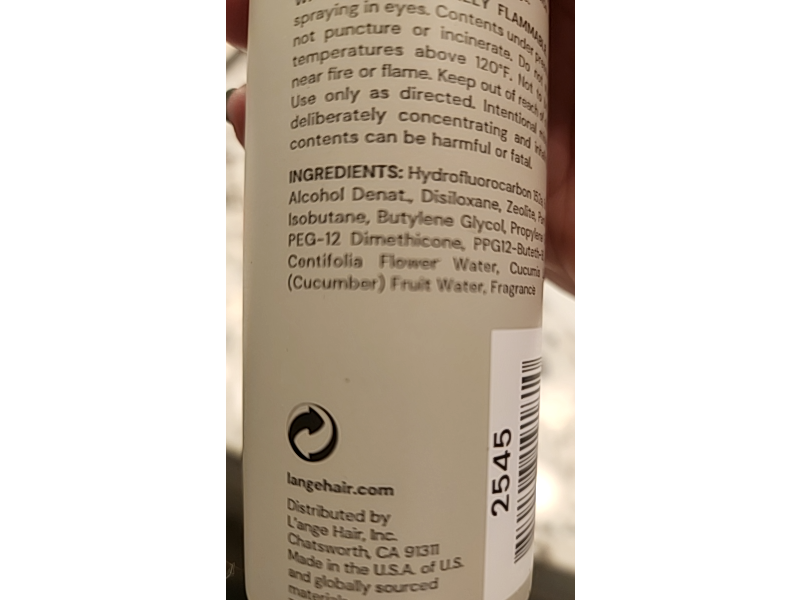 LLY FLAMMABLE
spraying in eyes. Contents under
not puncture or incinerate. Do not
temperatures above 120°F. Not to
near fire or flame. Keep out of reach
Use only as directed. Intentional
deliberately concentrating and
contents can be harmful or fatal.
INGREDIENTS: Hydrofluorocarbon 152a
Alcohol Denat., Disiloxane, Zeolite,
Isobutane, Butylene Glycol, Propylene
PEG-12 Dimethicone, PPG12-Buteth-
Centifolia Flower Water, Cucumis
(Cucumber) Fruit Water, Fragrance
langehair.com
Distributed by
L'ange Hair, Inc.
Chatsworth, CA 91311
Made in the U.S.A. of U.S.
and globally sourced
materials
2545